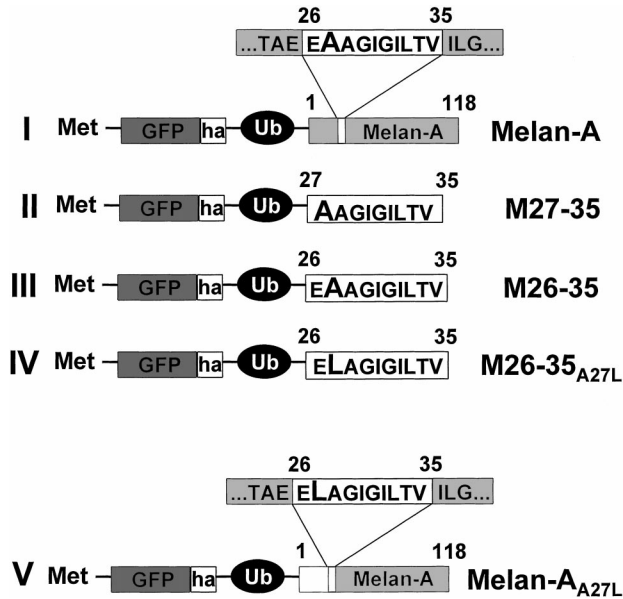 26 35
...TAE EAAGIGILTV ILG...
1 118
I Met GFP ha Ub Melan-A Melan-A
27 35
II Met GFP ha Ub AAGIGILTV M27-35
26 35
III Met GFP ha Ub EAAGIGILTV M26-35
26 35
IV Met GFP ha Ub ELAGIGILTV M26-35A27L
26 35
...TAE ELAGIGILTV ILG...
1 118
V Met GFP ha Ub Melan-A Melan-AA27L